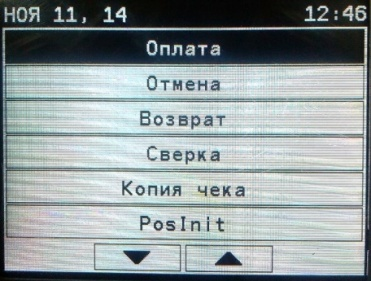 НОЯ 11, 14 12:46
Оплата
Отмена
Возврат
Сверка
Копия чека
PosInit